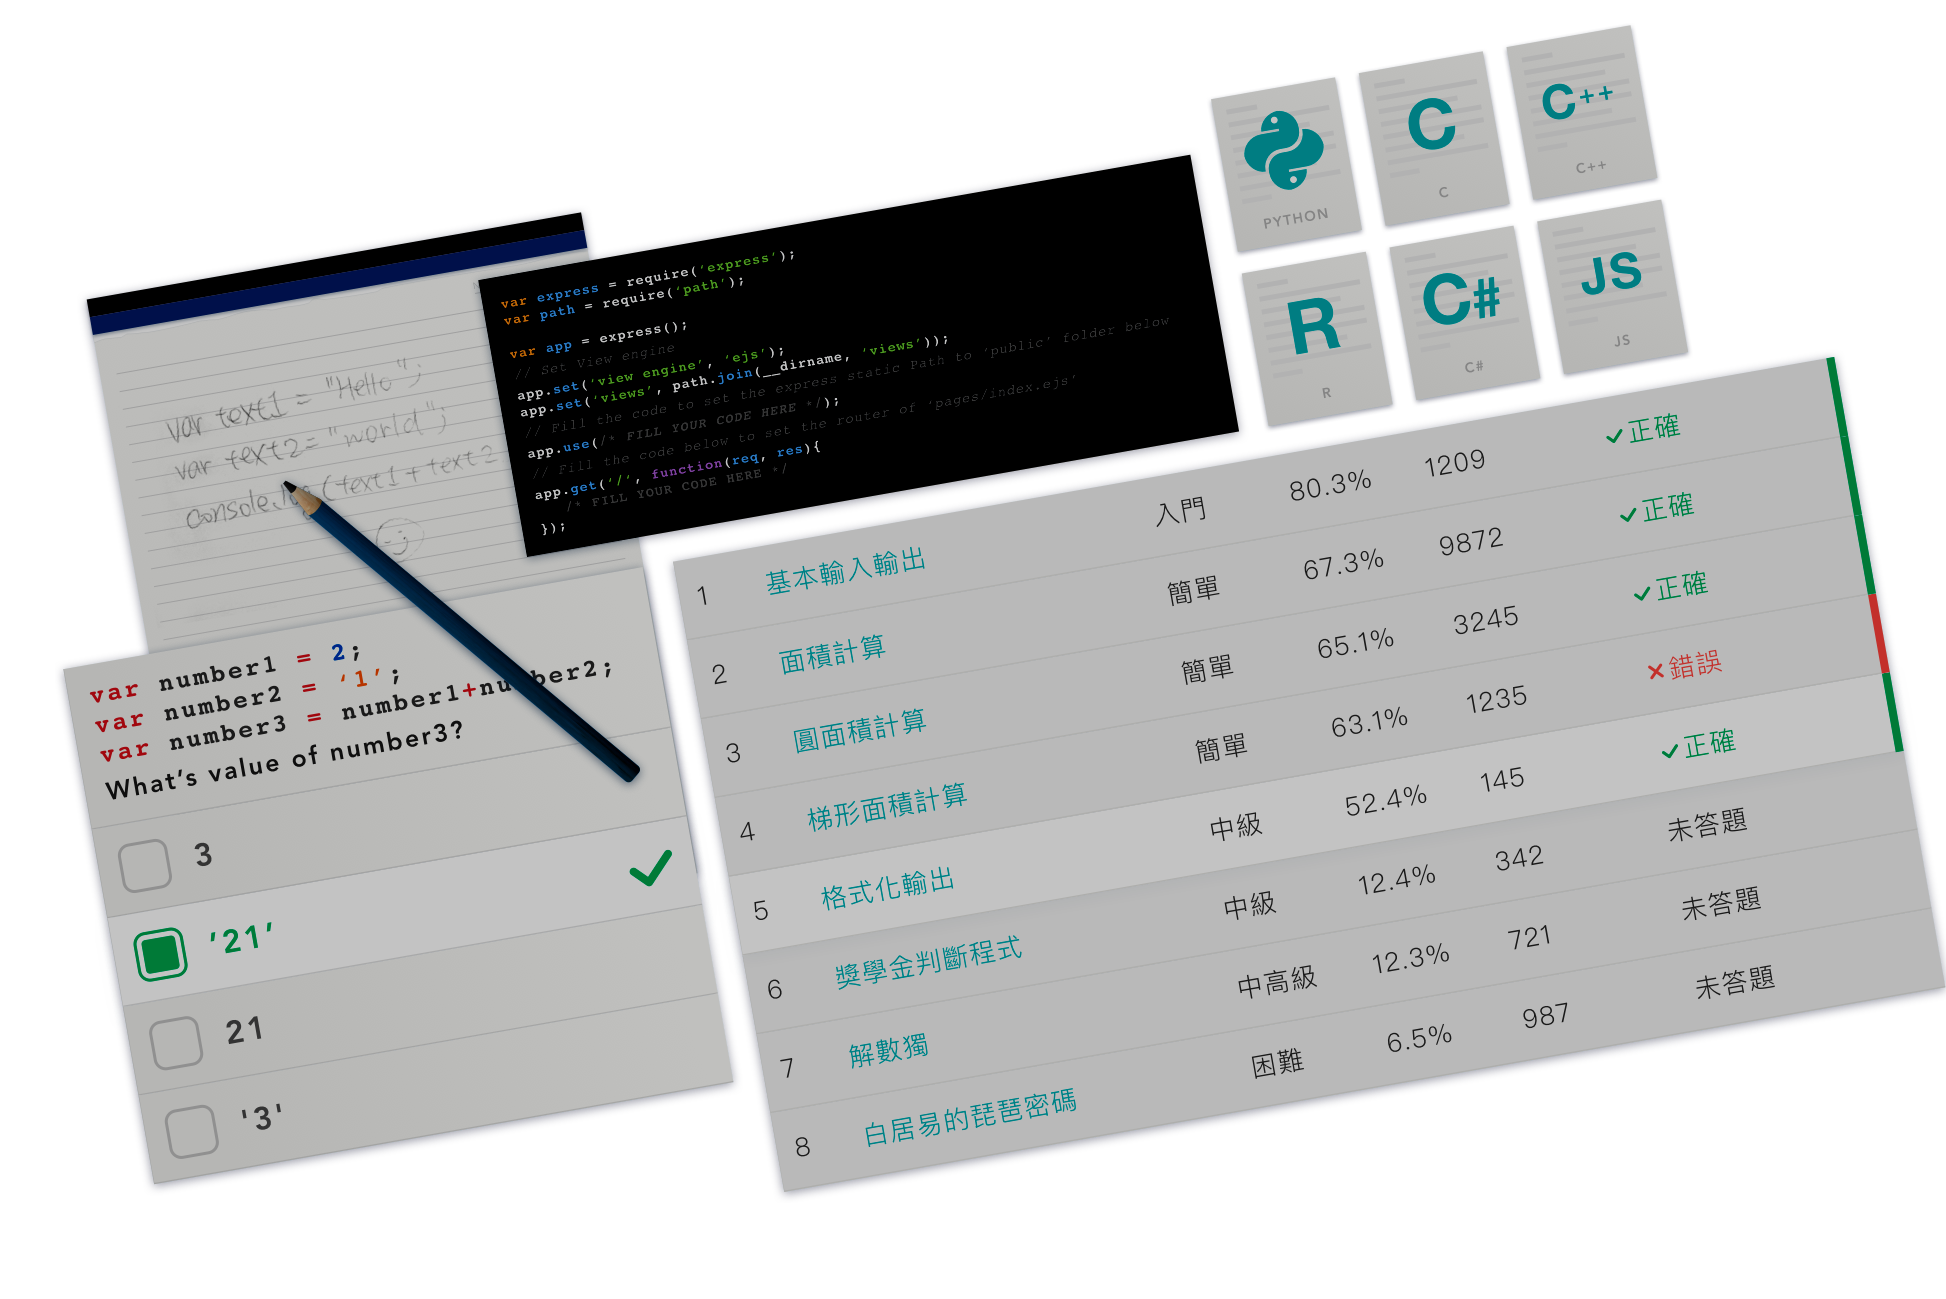 var text1 = "Hello";
var text2= "world";
console.log(text1 + text2
var express = require(‘express’);
var path = require(‘path’);
var app = express();
// Set View engine
app.set(‘view engine’, ‘ejs’);
app.set(‘views’, path.join(__dirname, ‘views’));
// Fill the code to set the express static Path to ‘public’ folder below
app.use(/* FILL YOUR CODE HERE */);
// Fill the code below to set the router of ‘pages/index.ejs’
app.get(‘/’, function(req, res){
/* FILL YOUR CODE HERE */
});
PYTHON
C
C
C++
C++
R
R
C#
C#
JS
JS
var number1 = 2;
var number2 = ‘1’;
var number3 = number1+number2;
What’s value of number3?
3
’21’
21
'3'
1 基本輸入輸出 入門 80.3% 1209 正確
2 面積計算 簡單 67.3% 9872 正確
3 圓面積計算 簡單 65.1% 3245 正確
4 梯形面積計算 簡單 63.1% 1235 錯誤
5 格式化輸出 中級 52.4% 145 正確
6 獎學金判斷程式 中級 12.4% 342 未答題
7 解數獨 中高級 12.3% 721 未答題
8 白居易的琵琶密碼 困難 6.5% 987 未答題